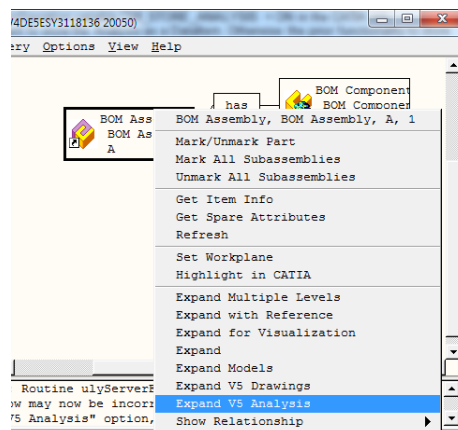 /4DE5ESY3118136 20050)
ery Options View Help
has
BOM Component
BOM Componer
BOM Ass
BOM As
A
BOM Assembly, BOM Assembly, A, 1
Mark/Unmark Part
Mark All Subassemblies
Unmark All Subassemblies
Get Item Info
Get Spare Attributes
Refresh
Set Workplane
Highlight in CATIA
Expand Multiple Levels
Expand with Reference
Expand for Visualization
Expand
Expand Models
Expand V5 Drawings
Expand V5 Analysis
Show Relationship
Routine ulyServerE
ow may now be incorr
V5 Analysis" option,